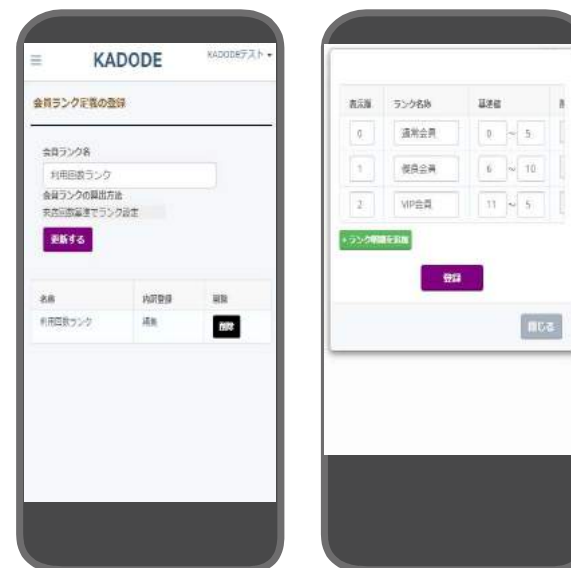 KADODE
KADODEテスト
会員ランク定義の登録
会員ランク名
利用回数ランク
会員ランクの算出方法
来店回数基準でランク設定
更新する
名称 内訳登録 削除
利用回数ランク 編集 削除
表示順 ランク名称 基準値
0 通常会員 0 ~ 5
1 優良会員 6 ~ 10
2 VIP会員 11 ~ 5
+ ランク明細を追加
登録
閉じる